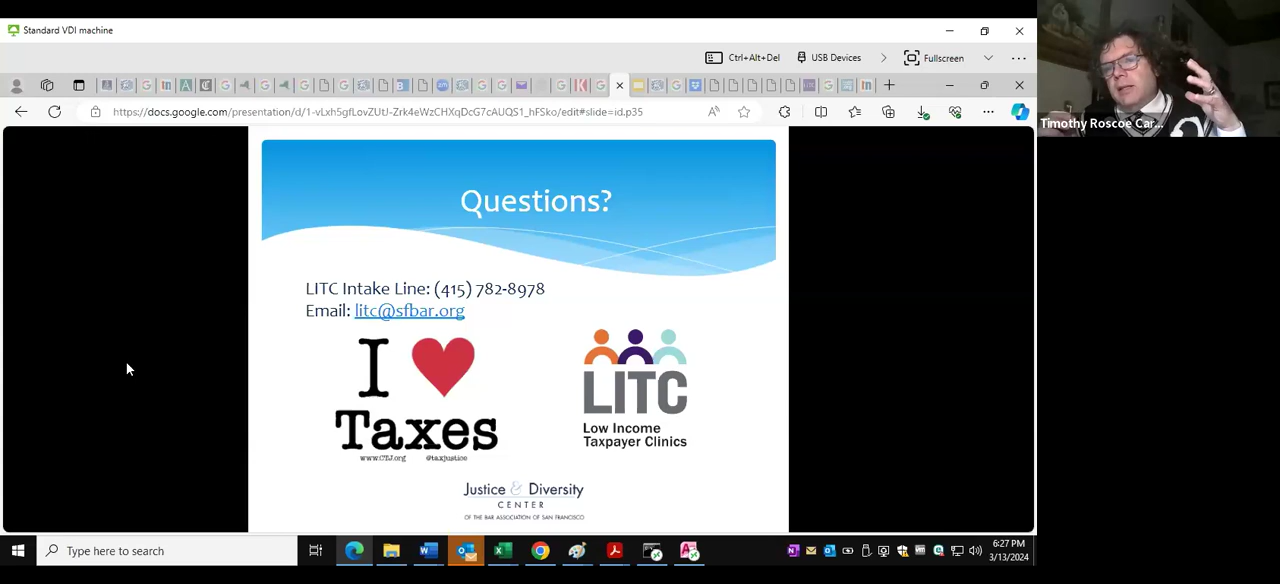 Standard VDI machine
Ctrl+Alt+Del
USB Devices
Fullscreen
https://docs.google.com/presentation/d/1-vLxh5gfLovZUtJ-Zrk4eWzCHXqDcG7cAUQS1_hFSko/edit#slide=id.p35
Timothy Roscoe Car...
Questions?
LITC Intake Line: (415) 782-8978
Email: litc@sfbar.org
I
Taxes
www.CTJ.org @taxjustice
LITC
Low Income
Taxpayer Clinics
Justice & Diversity
CENTER
OF THE BAR ASSOCIATION OF SAN FRANCISCO
Type here to search
6:27 PM
3/13/2024